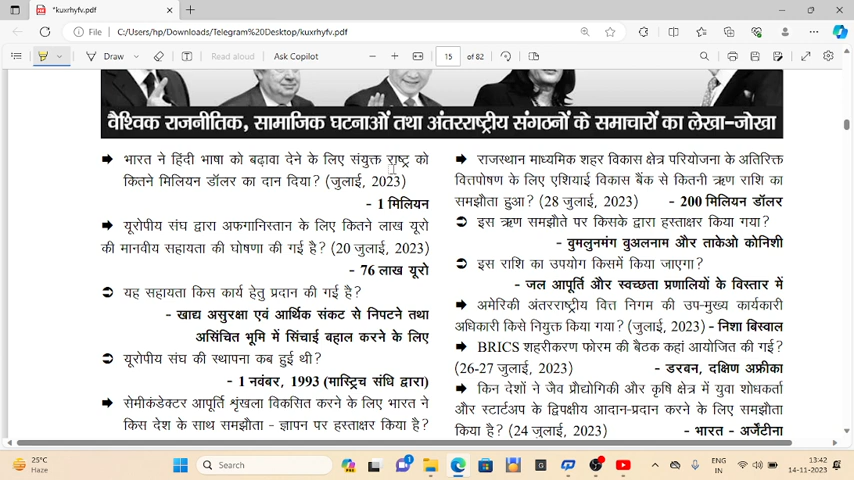 kuxrhyfv.pdf
File
C:/Users/hp/Downloads/Telegram%20Desktop/kuxrhyfv.pdf
Draw
Read aloud
Ask Copilot
15
of 82
वैश्विक राजनीतिक, सामाजिक घटनाओं तथा अंतरराष्ट्रीय संगठनों के समाचारों का लेखा-जोखा
भारत ने हिंदी भाषा को बढ़ावा देने के लिए संयुक्त राष्ट्र को
कितने मिलियन डॉलर का दान दिया? (जुलाई, 2023)
- 1 मिलियन
यूरोपीय संघ द्वारा अफगानिस्तान के लिए कितने लाख यूरो
की मानवीय सहायता की घोषणा की गई है? (20 जुलाई, 2023)
- 76 लाख यूरो
यह सहायता किस कार्य हेतु प्रदान की गई है?
- खाद्य असुरक्षा एवं आर्थिक संकट से निपटने तथा
असिंचित भूमि में सिंचाई बहाल करने के लिए
यूरोपीय संघ की स्थापना कब हुई थी?
- 1 नवंबर, 1993 (मास्ट्रिच संधि द्वारा)
सेमीकंडेक्टर आपूर्ति शृंखला विकसित करने के लिए भारत ने
किस देश के साथ समझौता - ज्ञापन पर हस्ताक्षर किया है?
राजस्थान माध्यमिक शहर विकास क्षेत्र परियोजना के अतिरिक्त
वित्तपोषण के लिए एशियाई विकास बैंक से कितनी ऋण राशि का
समझौता हुआ? (28 जुलाई, 2023) - 200 मिलियन डॉलर
इस ऋण समझौते पर किसके द्वारा हस्ताक्षर किया गया?
- वुमलुनमंग वुअलनाम और ताकेओ कोनिशी
इस राशि का उपयोग किसमें किया जाएगा?
- जल आपूर्ति और स्वच्छता प्रणालियों के विस्तार में
अमेरिकी अंतरराष्ट्रीय वित्त निगम की उप-मुख्य कार्यकारी
अधिकारी किसे नियुक्त किया गया? (जुलाई, 2023) - निशा बिस्वाल
BRICS शहरीकरण फोरम की बैठक कहां आयोजित की गई?
(26-27 जुलाई, 2023) - डरबन, दक्षिण अफ्रीका
किन देशों ने जैव प्रौद्योगिकी और कृषि क्षेत्र में युवा शोधकर्ता
और स्टार्टअप के द्विपक्षीय आदान-प्रदान करने के लिए समझौता
किया है? (24 जुलाई, 2023) - भारत - अर्जेंटीना
25°C
Haze
Search
ENG
IN
13:42
14-11-2023